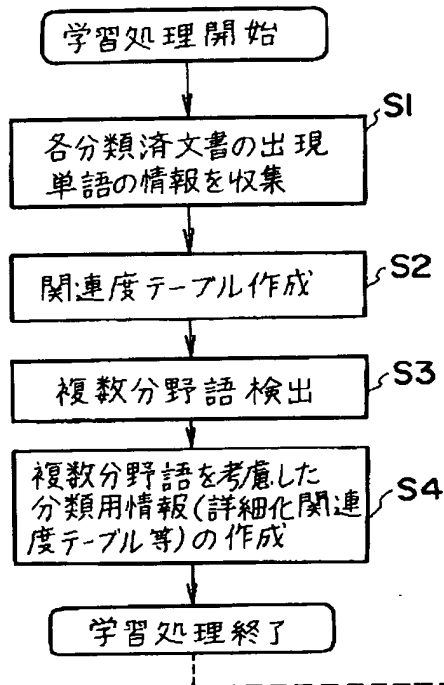 学習処理開始
S1
各分類済文書の出現
単語の情報を収集
S2
関連度テーブル作成
S3
複数分野語検出
S4
複数分野語を考慮した
分類用情報(詳細化関連
度テーブル等)の作成
学習処理終了